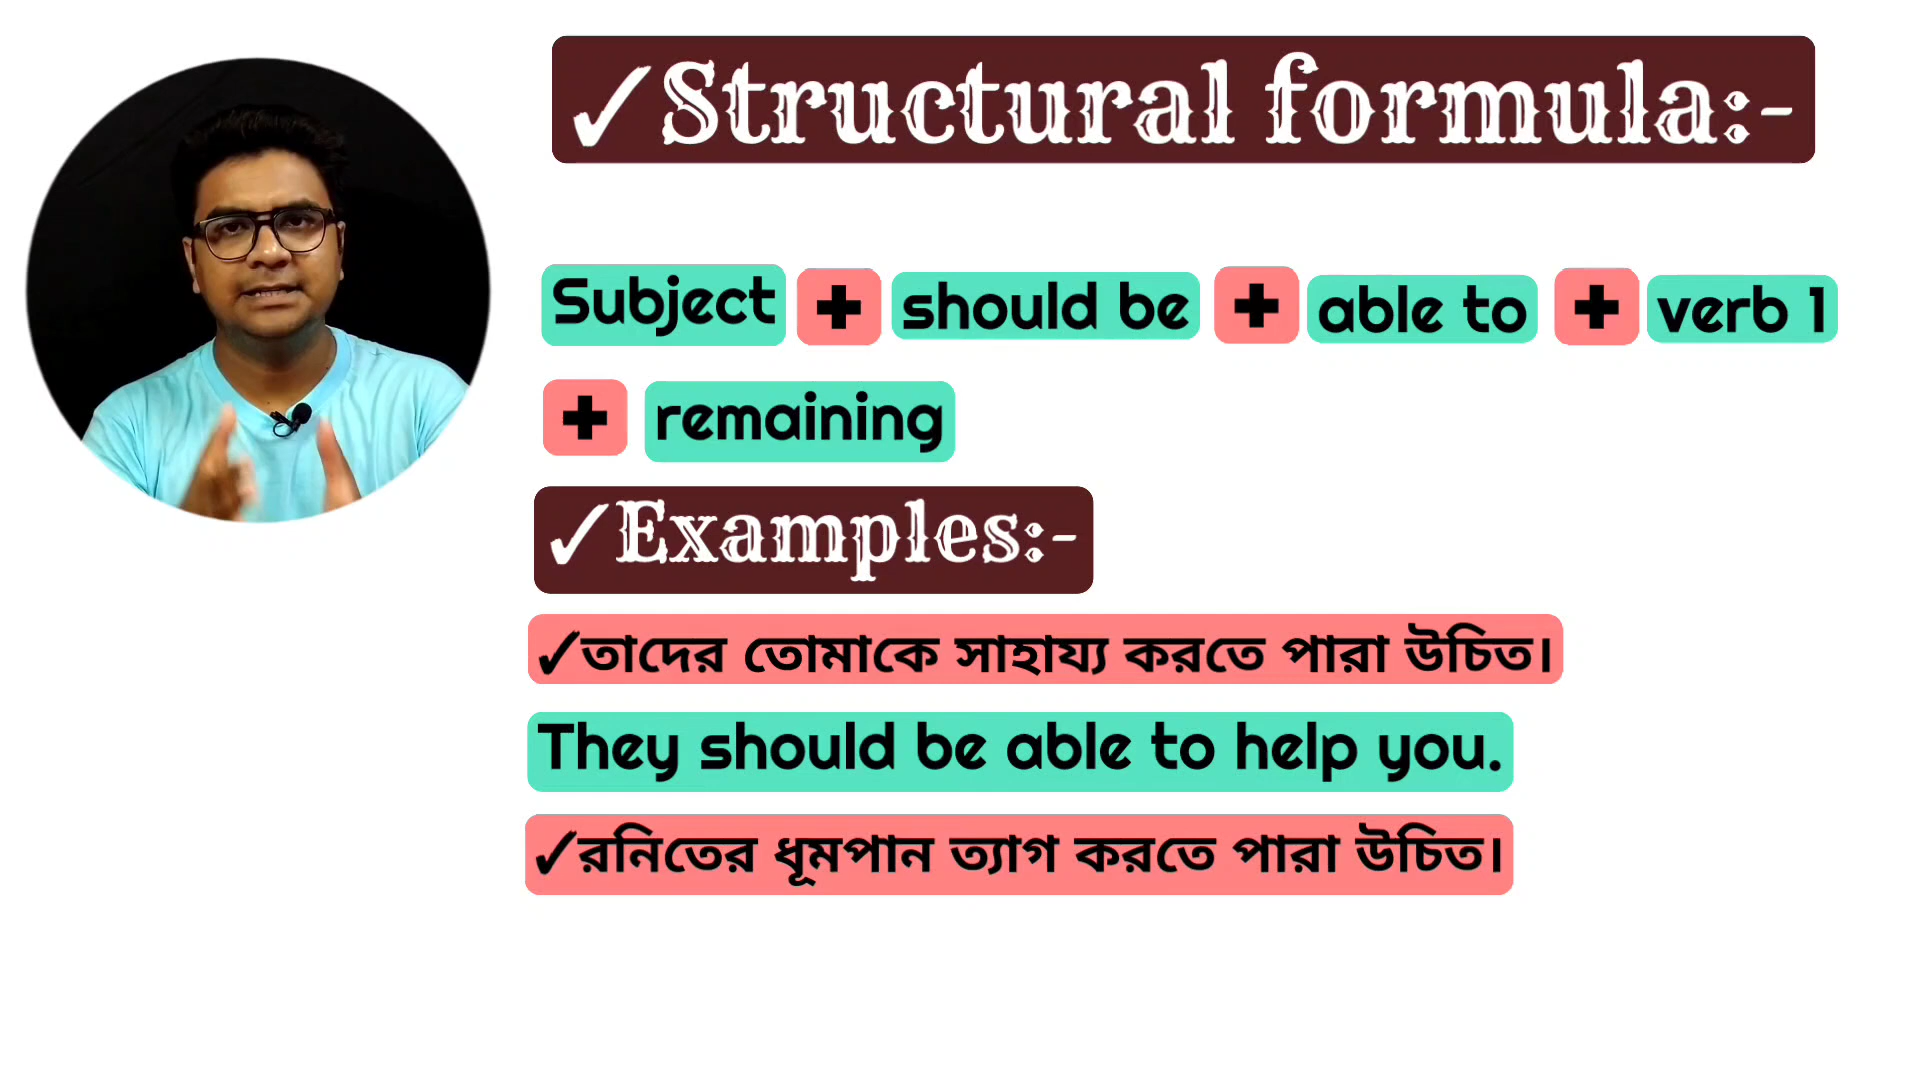 ✓Structural formula:-
Subject + should be + able to + verb 1
+ remaining
✓Examples:-
✓তাদের তোমাকে সাহায্য করতে পারা উচিত।
They should be able to help you.
✓রনিতের ধূমপান ত্যাগ করতে পারা উচিত।